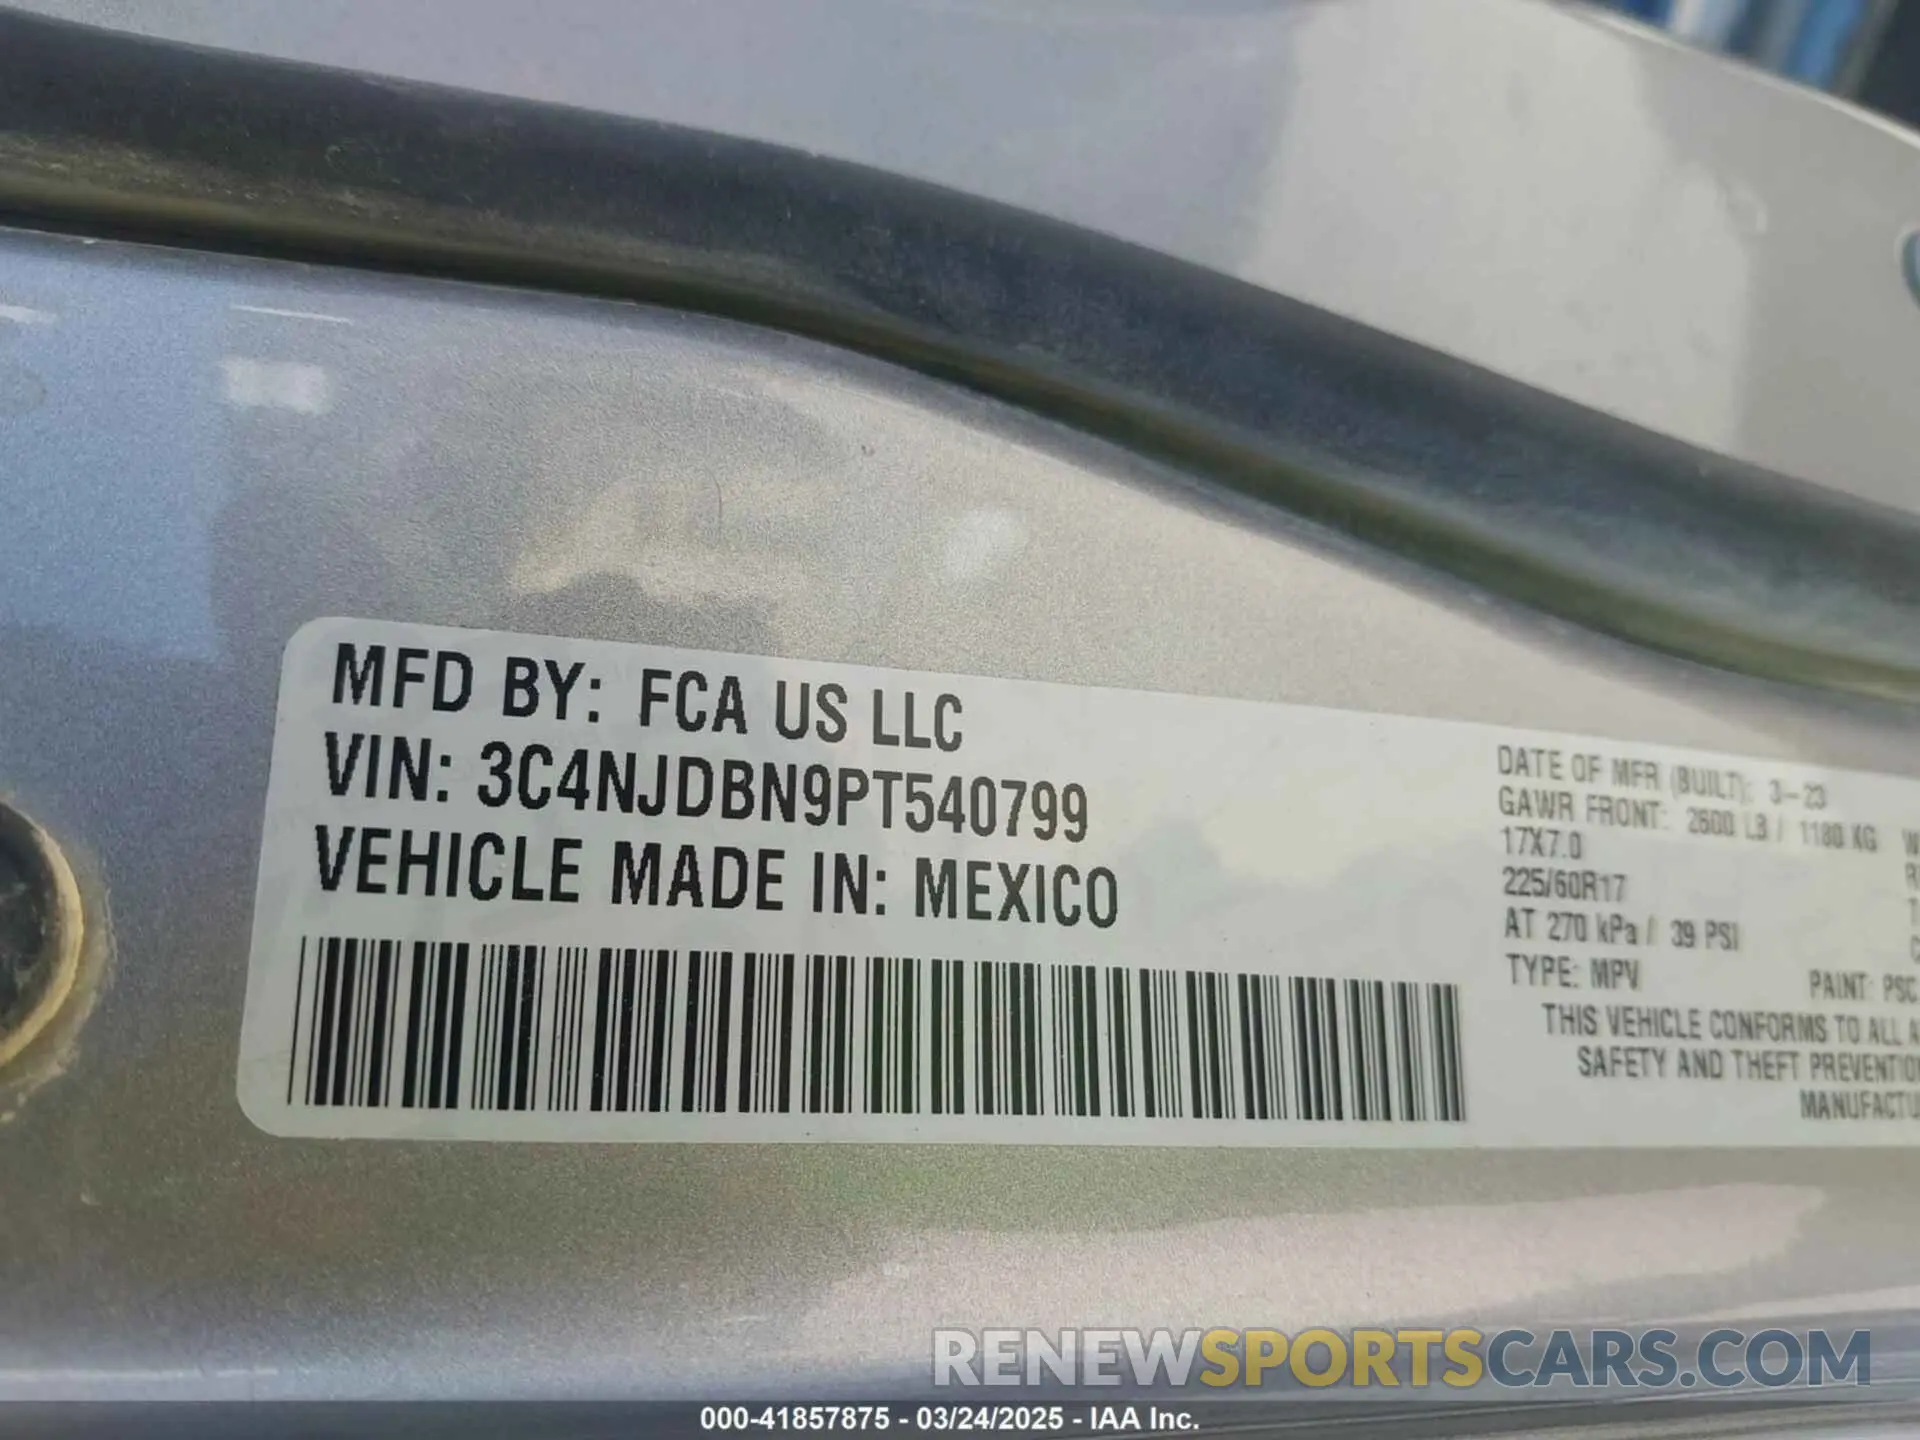 MFD BY: FCA US LLC
VIN: 3C4NJDBN9PT540799
VEHICLE MADE IN: MEXICO
DATE OF MFR (BUILT): 3-23
GAWR FRONT: 2600 LB / 1180 KG
17X7.0
225/60R17
AT 270 kPa / 39 PSI
TYPE: MPV
PAINT: PSC
THIS VEHICLE CONFORMS TO ALL A
SAFETY AND THEFT PREVENTION
MANUFACTU
RENEWSPORTSCARS.COM
000-41857875 - 03/24/2025 - IAA Inc.